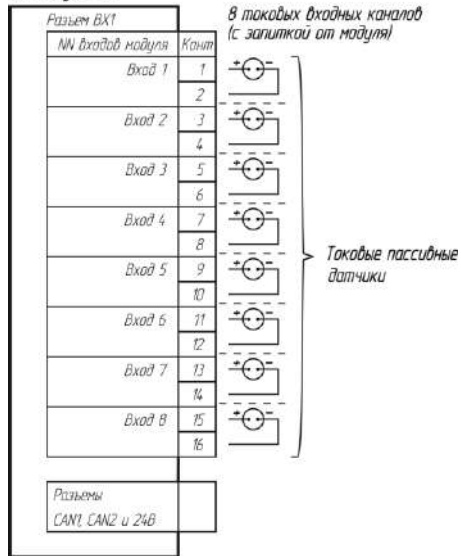 Разъем ВХ1
8 токовых входных каналов
(с запиткой от модуля)
NN входов модуля Конт
Вход 1 1
+ -
2
Вход 2 3
+ -
4
Вход 3 5
+ -
6
Вход 4 7
+ -
8
Вход 5 9
+ -
10
Вход 6 11
+ -
12
Вход 7 13
+ -
14
Вход 8 15
+ -
16
Токовые пассивные
датчики
Разъемы
CAN1, CAN2 и 24В